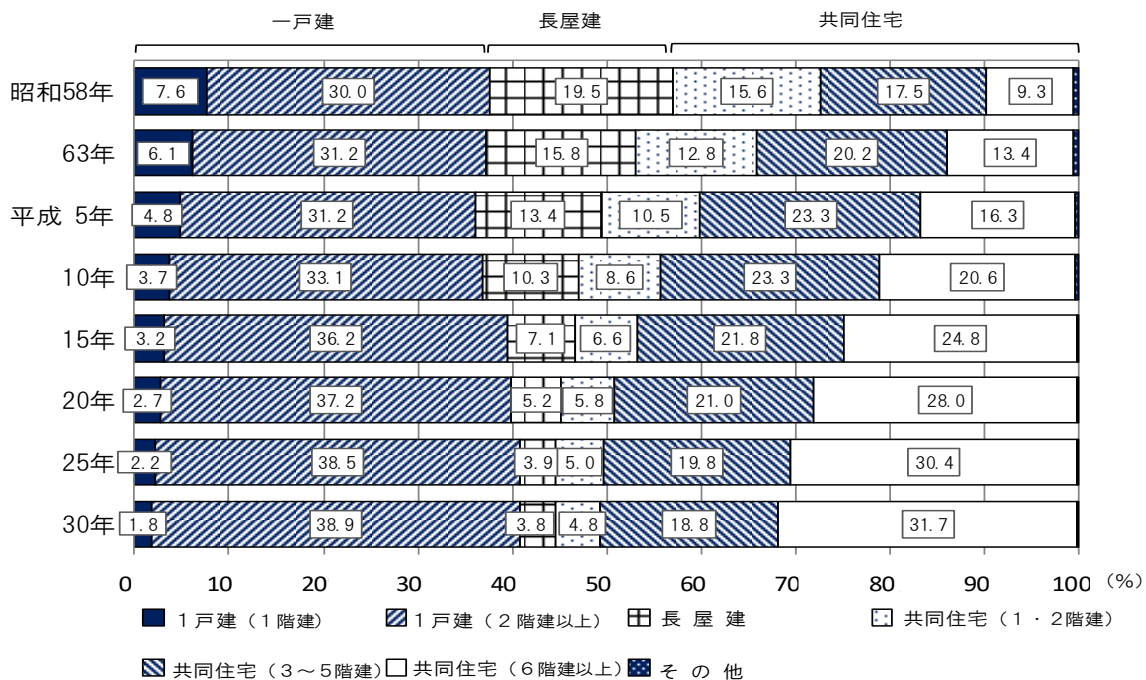 一戸建 長屋建 共同住宅
昭和58年 7.6 30.0 19.5 15.6 17.5 9.3
63年 6.1 31.2 15.8 12.8 20.2 13.4
平成 5年 4.8 31.2 13.4 10.5 23.3 16.3
10年 3.7 33.1 10.3 8.6 23.3 20.6
15年 3.2 36.2 7.1 6.6 21.8 24.8
20年 2.7 37.2 5.2 5.8 21.0 28.0
25年 2.2 38.5 3.9 5.0 19.8 30.4
30年 1.8 38.9 3.8 4.8 18.8 31.7
0 10 20 30 40 50 60 70 80 90 100 (%)
1戸建(1階建) 1戸建(2階建以上) 長屋建 共同住宅(1・2階建)
共同住宅(3～5階建) 共同住宅(6階建以上) その他